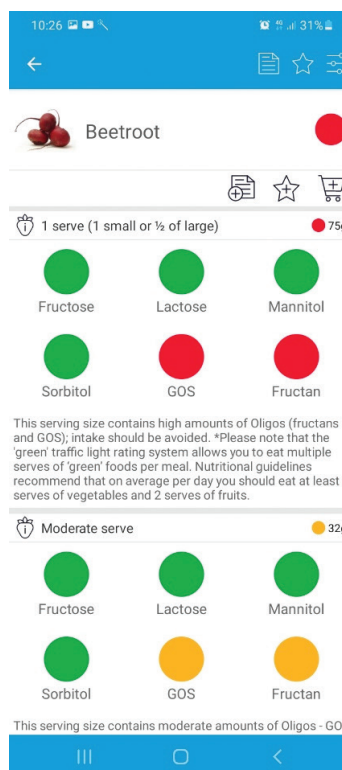 10:26 31%
Beetroot
1 serve (1 small or ½ of large) 75g
Fructose Lactose Mannitol
Sorbitol GOS Fructan
This serving size contains high amounts of Oligos (fructans
and GOS); intake should be avoided. *Please note that the
'green' traffic light rating system allows you to eat multiple
serves of 'green' foods per meal. Nutritional guidelines
recommend that on average per day you should eat at least
serves of vegetables and 2 serves of fruits.
Moderate serve 32g
Fructose Lactose Mannitol
Sorbitol GOS Fructan
This serving size contains moderate amounts of Oligos - GO